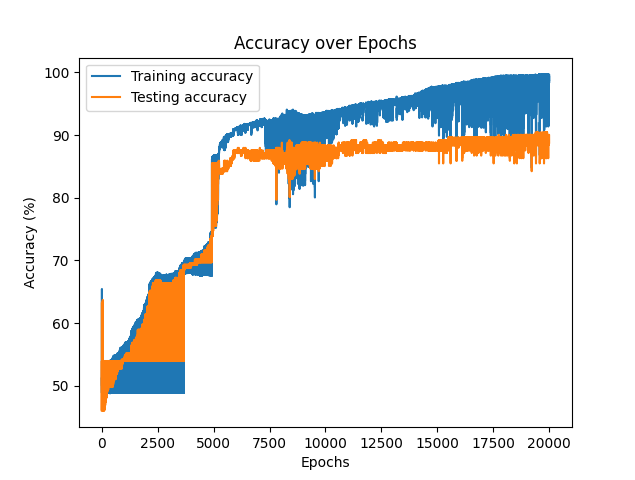 Accuracy over Epochs
Training accuracy
Testing accuracy
100
90
80
70
60
50
Accuracy (%)
0 2500 5000 7500 10000 12500 15000 17500 20000
Epochs